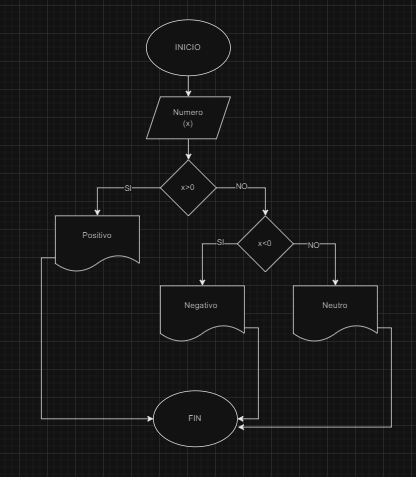 INICIO
Numero
(x)
x>0
SI
NO
Positivo
x<0
SI
NO
Negativo
Neutro
FIN